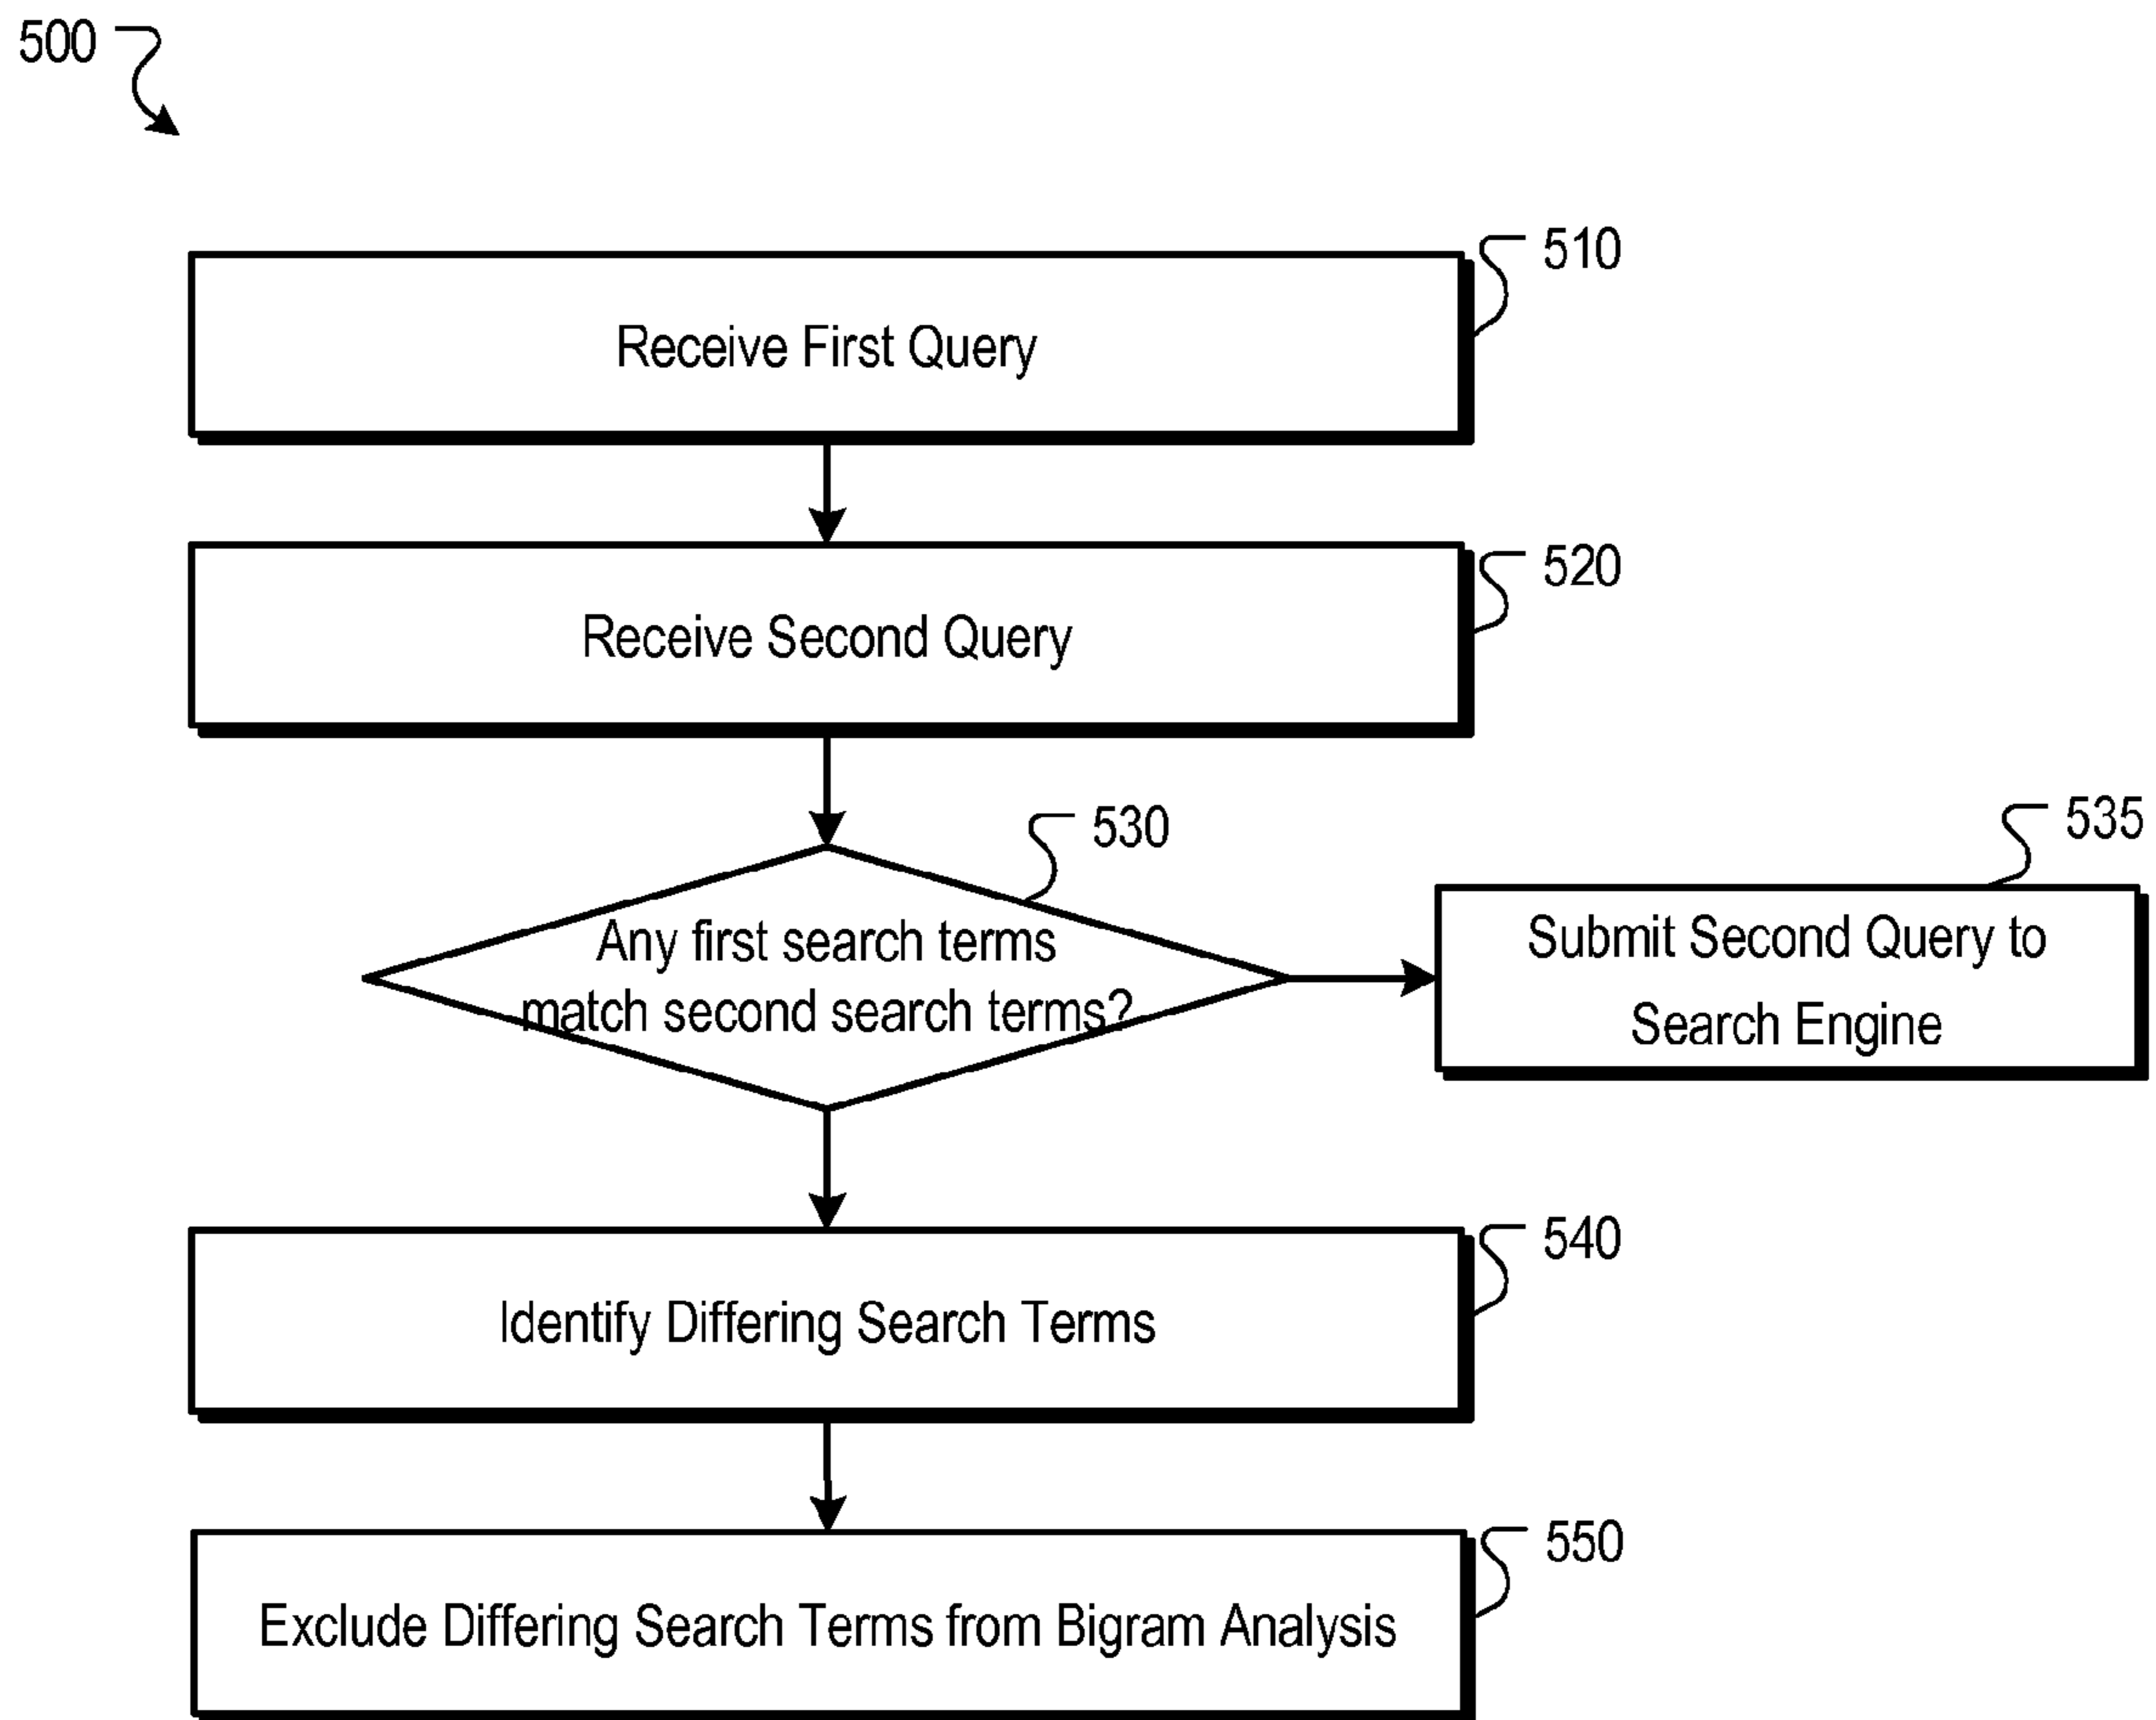 500
510
Receive First Query
520
Receive Second Query
530
Any first search terms
match second search terms?
535
Submit Second Query to
Search Engine
540
Identify Differing Search Terms
550
Exclude Differing Search Terms from Bigram Analysis